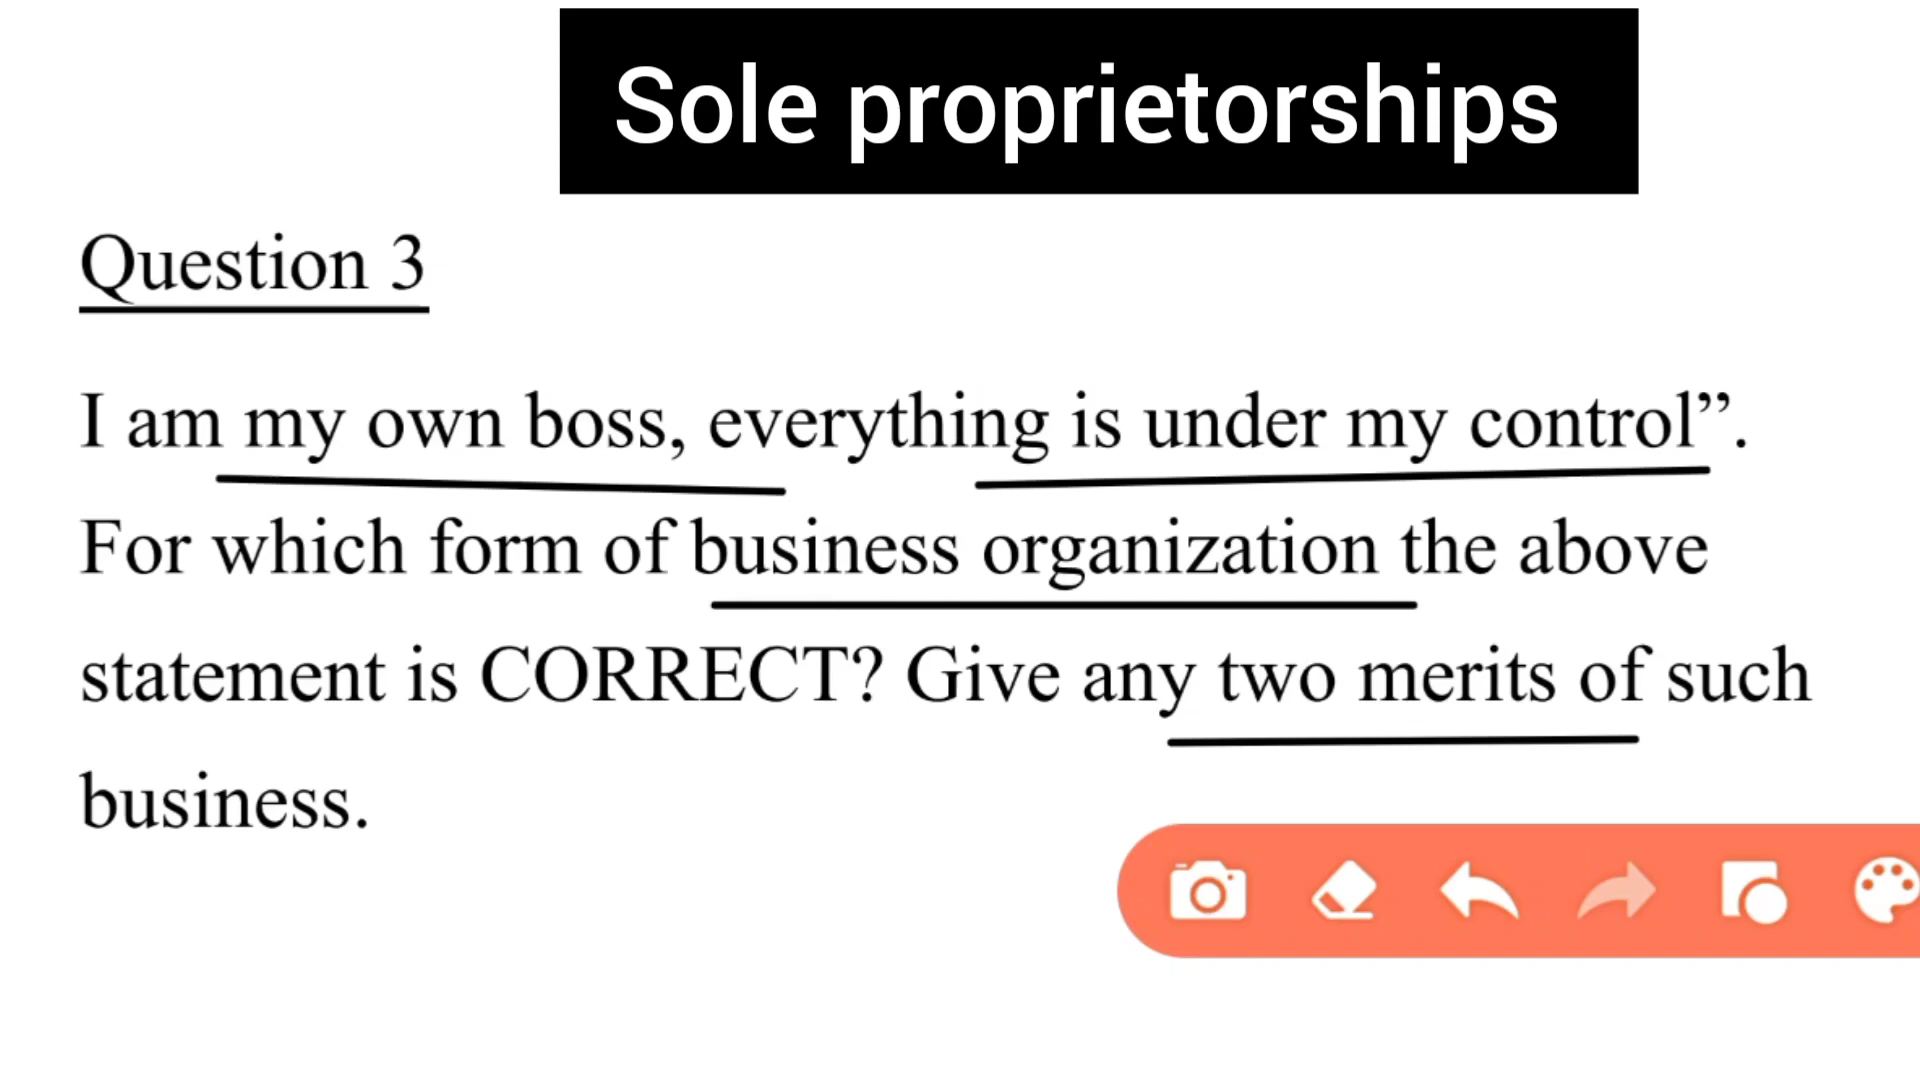 Sole proprietorships
Question 3
I am my own boss, everything is under my control”.
For which form of business organization the above
statement is CORRECT? Give any two merits of such
business.